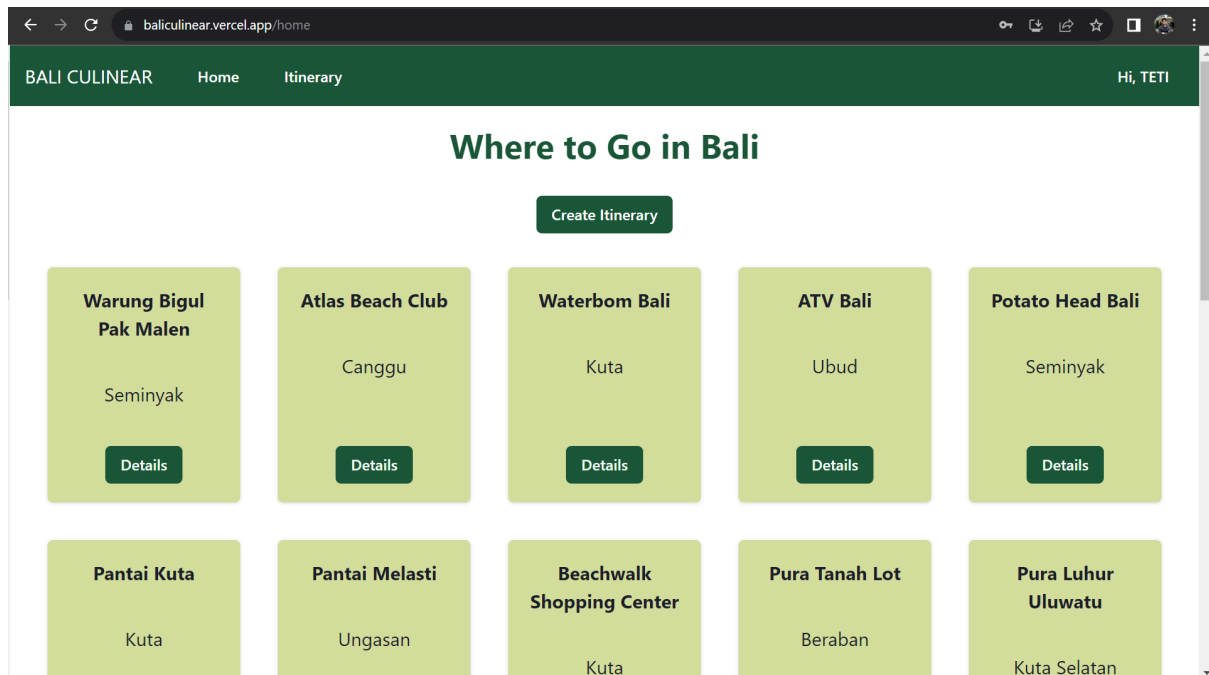 baliculinear.vercel.app/home
BALI CULINEAR Home Itinerary Hi, TETI
Where to Go in Bali
Create Itinerary
Warung Bigul
Pak Malen
Seminyak
Details
Atlas Beach Club
Canggu
Details
Waterbom Bali
Kuta
Details
ATV Bali
Ubud
Details
Potato Head Bali
Seminyak
Details
Pantai Kuta
Kuta
Pantai Melasti
Ungasan
Beachwalk
Shopping Center
Kuta
Pura Tanah Lot
Beraban
Pura Luhur
Uluwatu
Kuta Selatan